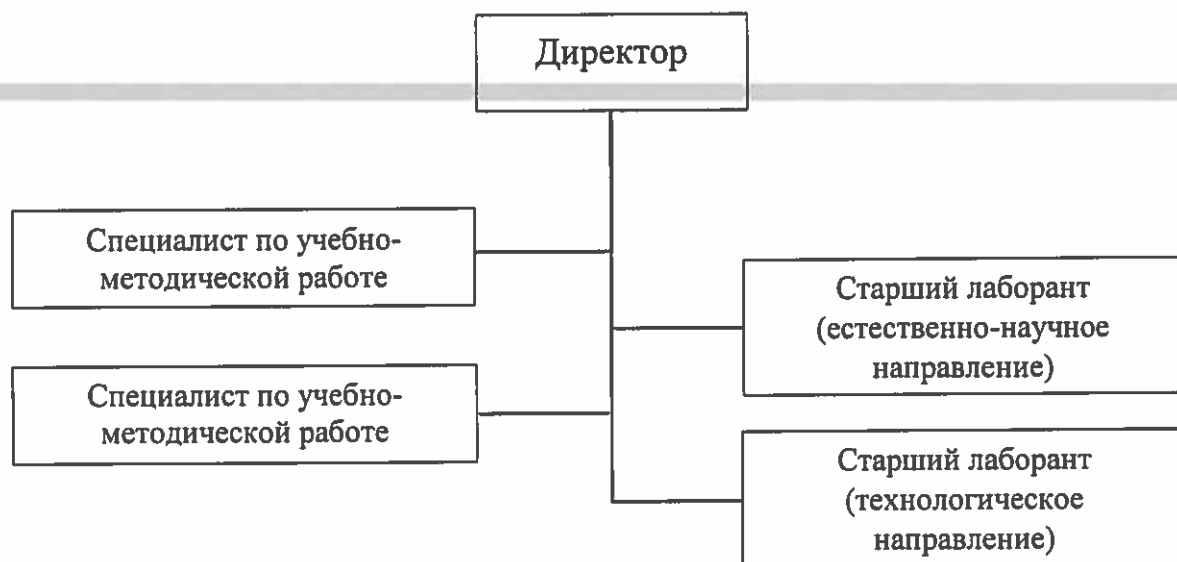 Директор
Специалист по учебно-
методической работе
Старший лаборант
(естественно-научное
направление)
Специалист по учебно-
методической работе
Старший лаборант
(технологическое
направление)